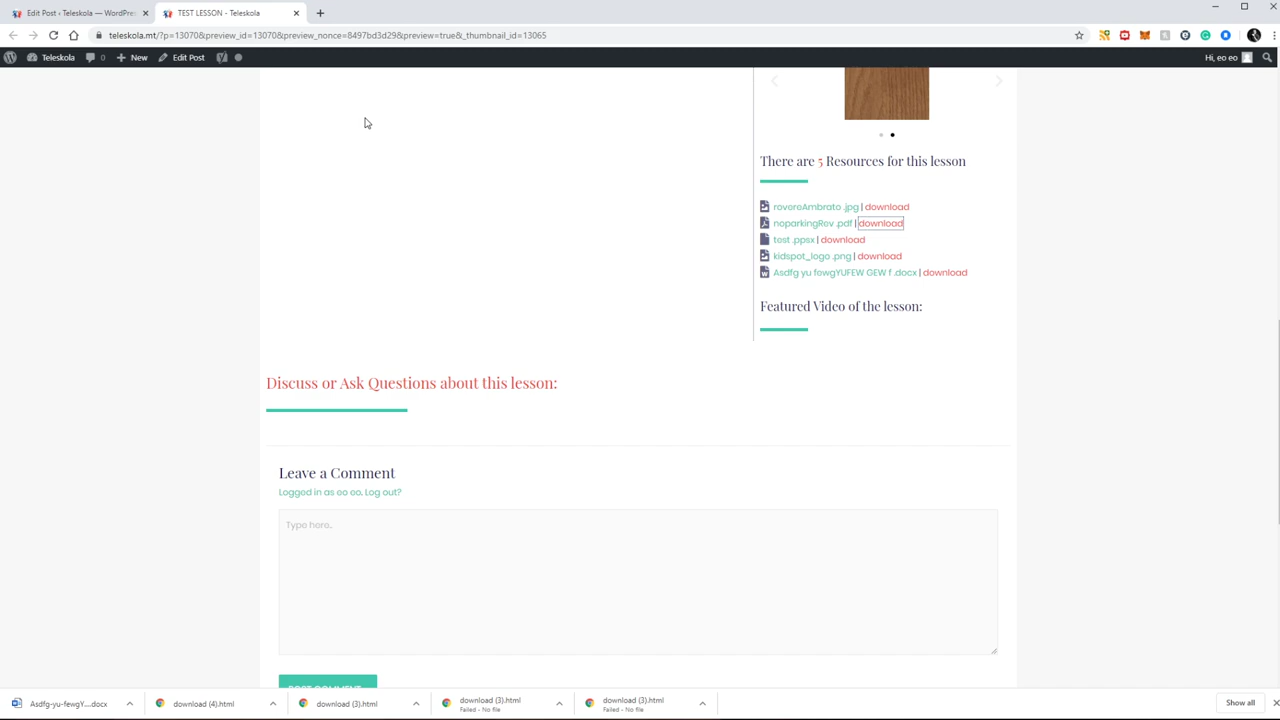 Edit Post ‹ Teleskola — WordPre
TEST LESSON - Teleskola
teleskola.mt/?p=13070&preview_id=13070&preview_nonce=8497bd3d29&preview=true&_thumbnail_id=13065
Teleskola
0
New
Edit Post
Hi, eo eo
There are 5 Resources for this lesson
rovereAmbrato .jpg | download
noparkingRev .pdf | download
test .ppsx | download
kidspot_logo .png | download
Asdfg yu fewgYUFEW GEW f .docx | download
Featured Video of the lesson:
Discuss or Ask Questions about this lesson:
Leave a Comment
Logged in as eo eo. Log out?
Type here..
POST COMMENT
Asdfg-yu-fewgY....docx
download (4).html
download (3).html
download (3).html
Failed - No file
download (3).html
Failed - No file
Show all